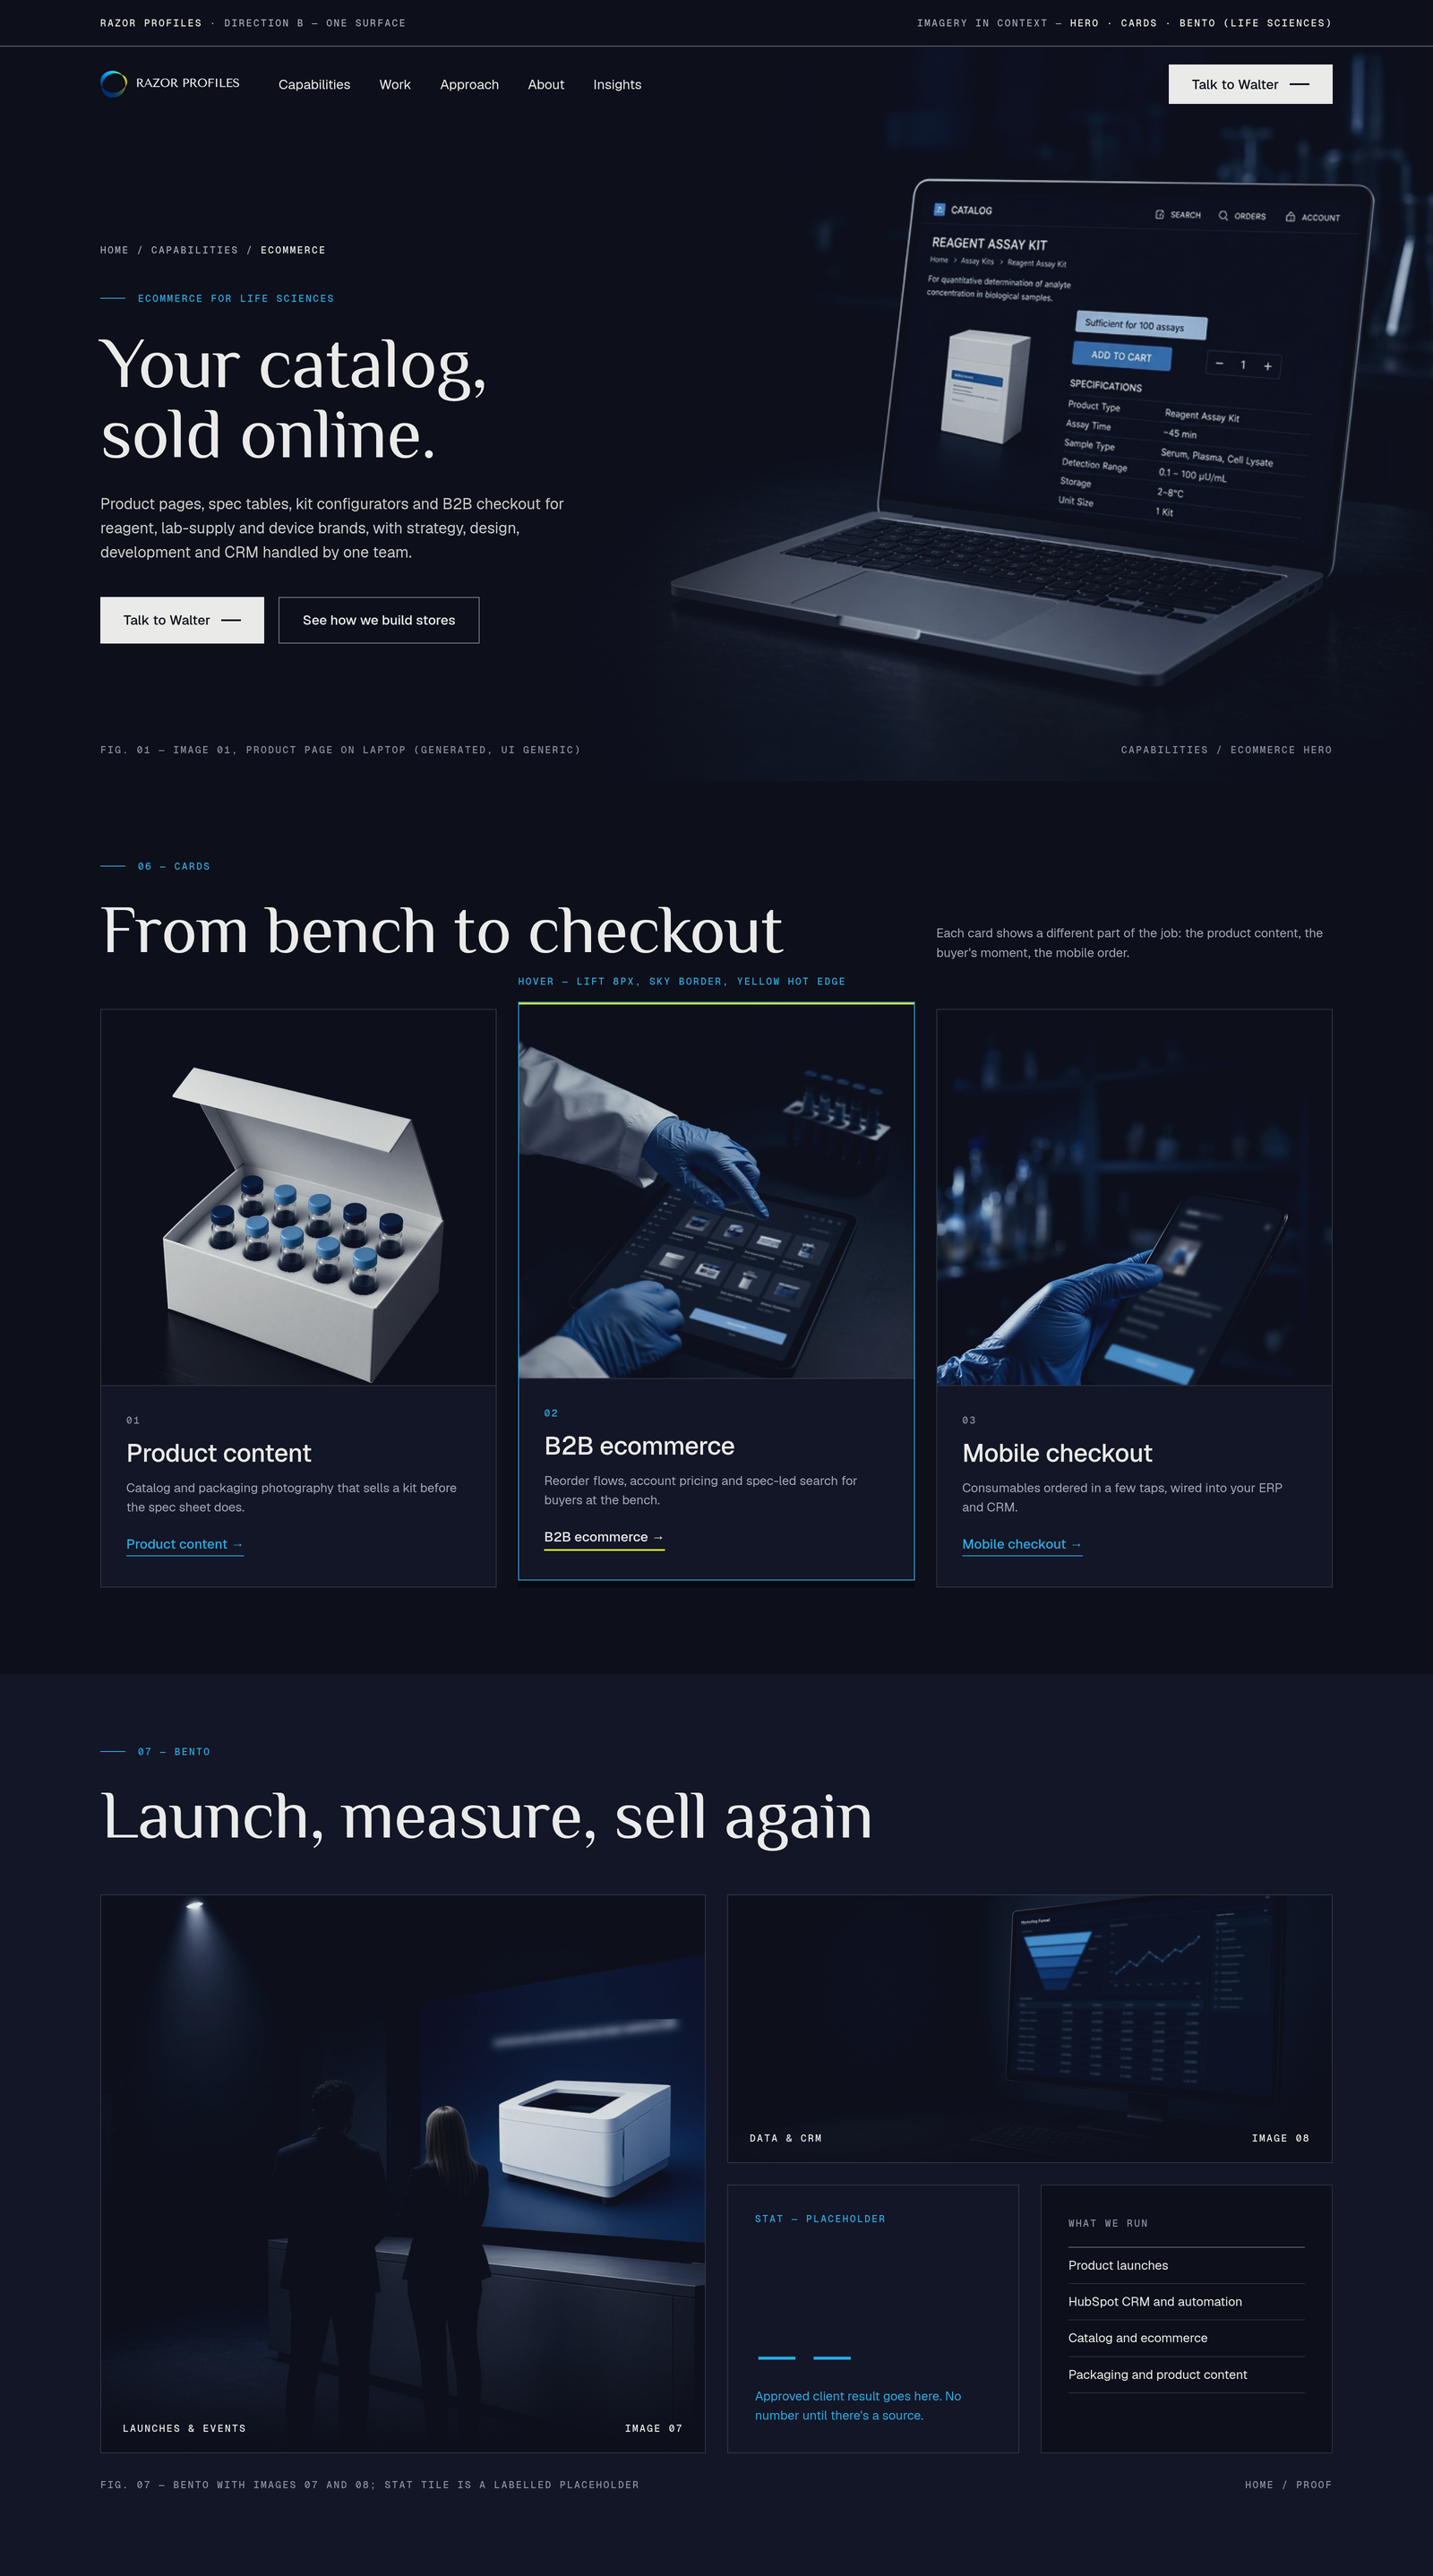 RAZOR PROFILES · DIRECTION B — ONE SURFACE
IMAGERY IN CONTEXT — HERO · CARDS · BENTO (LIFE SCIENCES)
RAZOR PROFILES
Capabilities
Work
Approach
About
Insights
Talk to Walter
CATALOG
SEARCH
ORDERS
ACCOUNT
REAGENT ASSAY KIT
Home > Assay Kits > Reagent Assay Kit
For quantitative determination of analyte
concentration in biological samples.
Sufficient for 100 assays
ADD TO CART
− 1 +
SPECIFICATIONS
Product Type Reagent Assay Kit
Assay Time ~45 min
Sample Type Serum, Plasma, Cell Lysate
Detection Range 0.1 – 100 µU/mL
Storage 2–8°C
Unit Size 1 Kit
HOME / CAPABILITIES / ECOMMERCE
ECOMMERCE FOR LIFE SCIENCES
Your catalog,
sold online.
Product pages, spec tables, kit configurators and B2B checkout for
reagent, lab-supply and device brands, with strategy, design,
development and CRM handled by one team.
Talk to Walter
See how we build stores
FIG. 01 — IMAGE 01, PRODUCT PAGE ON LAPTOP (GENERATED, UI GENERIC)
CAPABILITIES / ECOMMERCE HERO
06 — CARDS
From bench to checkout
Each card shows a different part of the job: the product content, the
buyer's moment, the mobile order.
HOVER — LIFT 8PX, SKY BORDER, YELLOW HOT EDGE
01
Product content
Catalog and packaging photography that sells a kit before
the spec sheet does.
Product content →
02
B2B ecommerce
Reorder flows, account pricing and spec-led search for
buyers at the bench.
B2B ecommerce →
03
Mobile checkout
Consumables ordered in a few taps, wired into your ERP
and CRM.
Mobile checkout →
07 — BENTO
Launch, measure, sell again
LAUNCHES & EVENTS
IMAGE 07
Marketing Funnel
DATA & CRM
IMAGE 08
STAT — PLACEHOLDER
— —
Approved client result goes here. No
number until there's a source.
WHAT WE RUN
Product launches
HubSpot CRM and automation
Catalog and ecommerce
Packaging and product content
FIG. 07 — BENTO WITH IMAGES 07 AND 08; STAT TILE IS A LABELLED PLACEHOLDER
HOME / PROOF